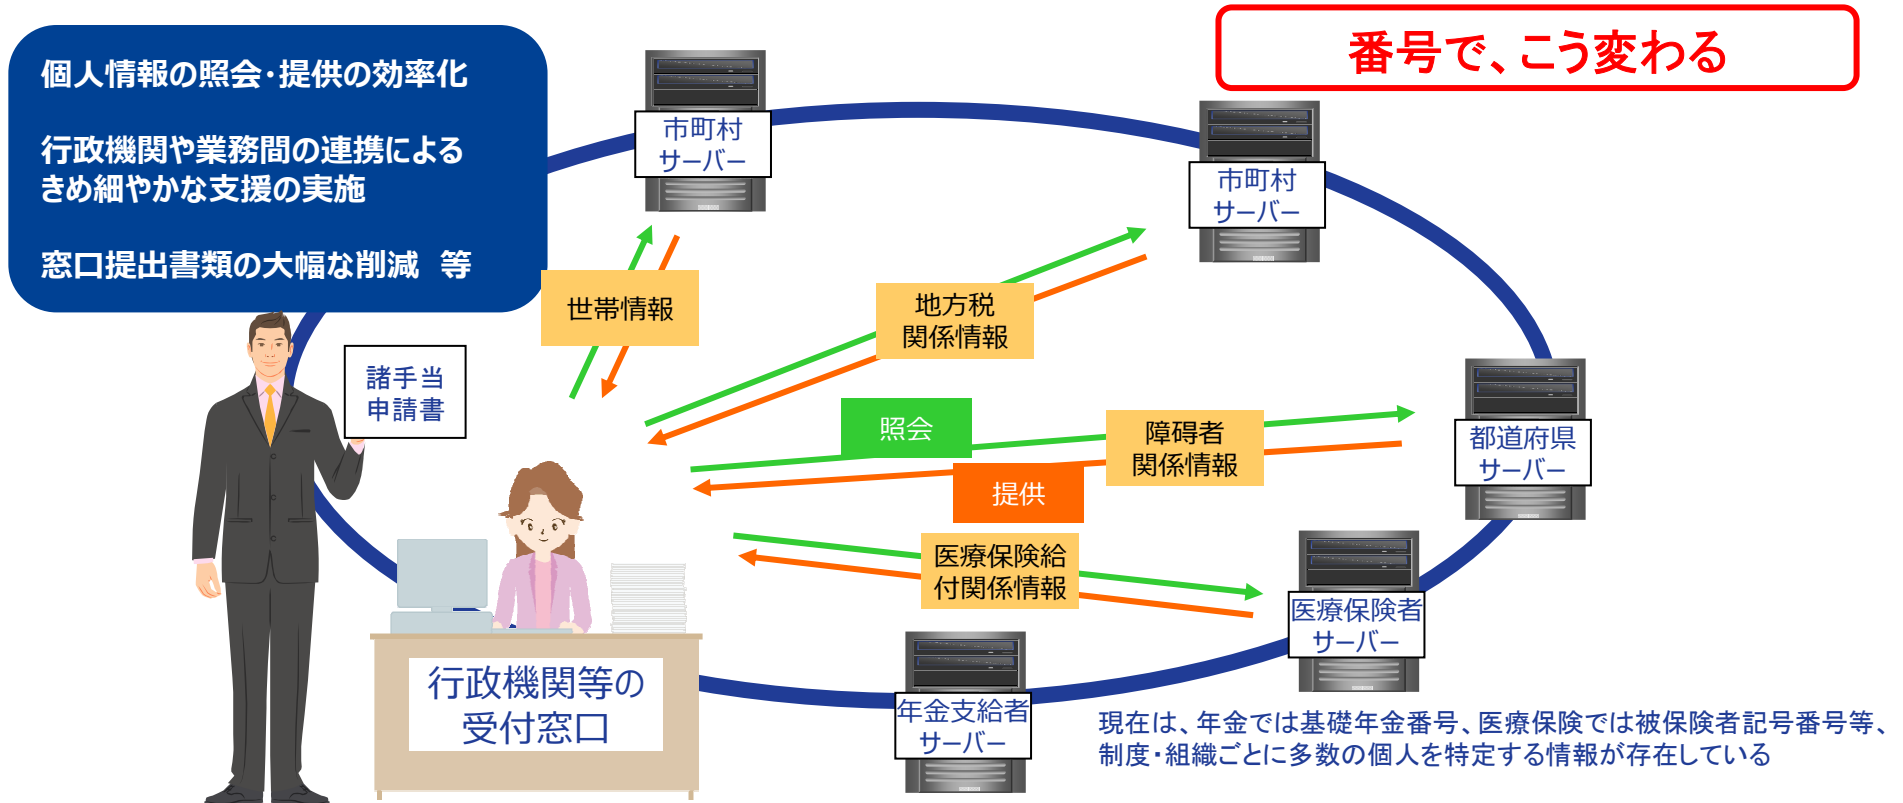 番号で、こう変わる
個人情報の照会・提供の効率化
行政機関や業務間の連携による
きめ細やかな支援の実施
窓口提出書類の大幅な削減　等
市町村
サーバー
市町村
サーバー
世帯情報
地方税
関係情報
諸手当
申請書
照会
障碍者
関係情報
都道府県
サーバー
提供
医療保険給
付関係情報
医療保険者
サーバー
行政機関等の
受付窓口
年金支給者
サーバー
現在は、年金では基礎年金番号、医療保険では被保険者記号番号等、
制度・組織ごとに多数の個人を特定する情報が存在している